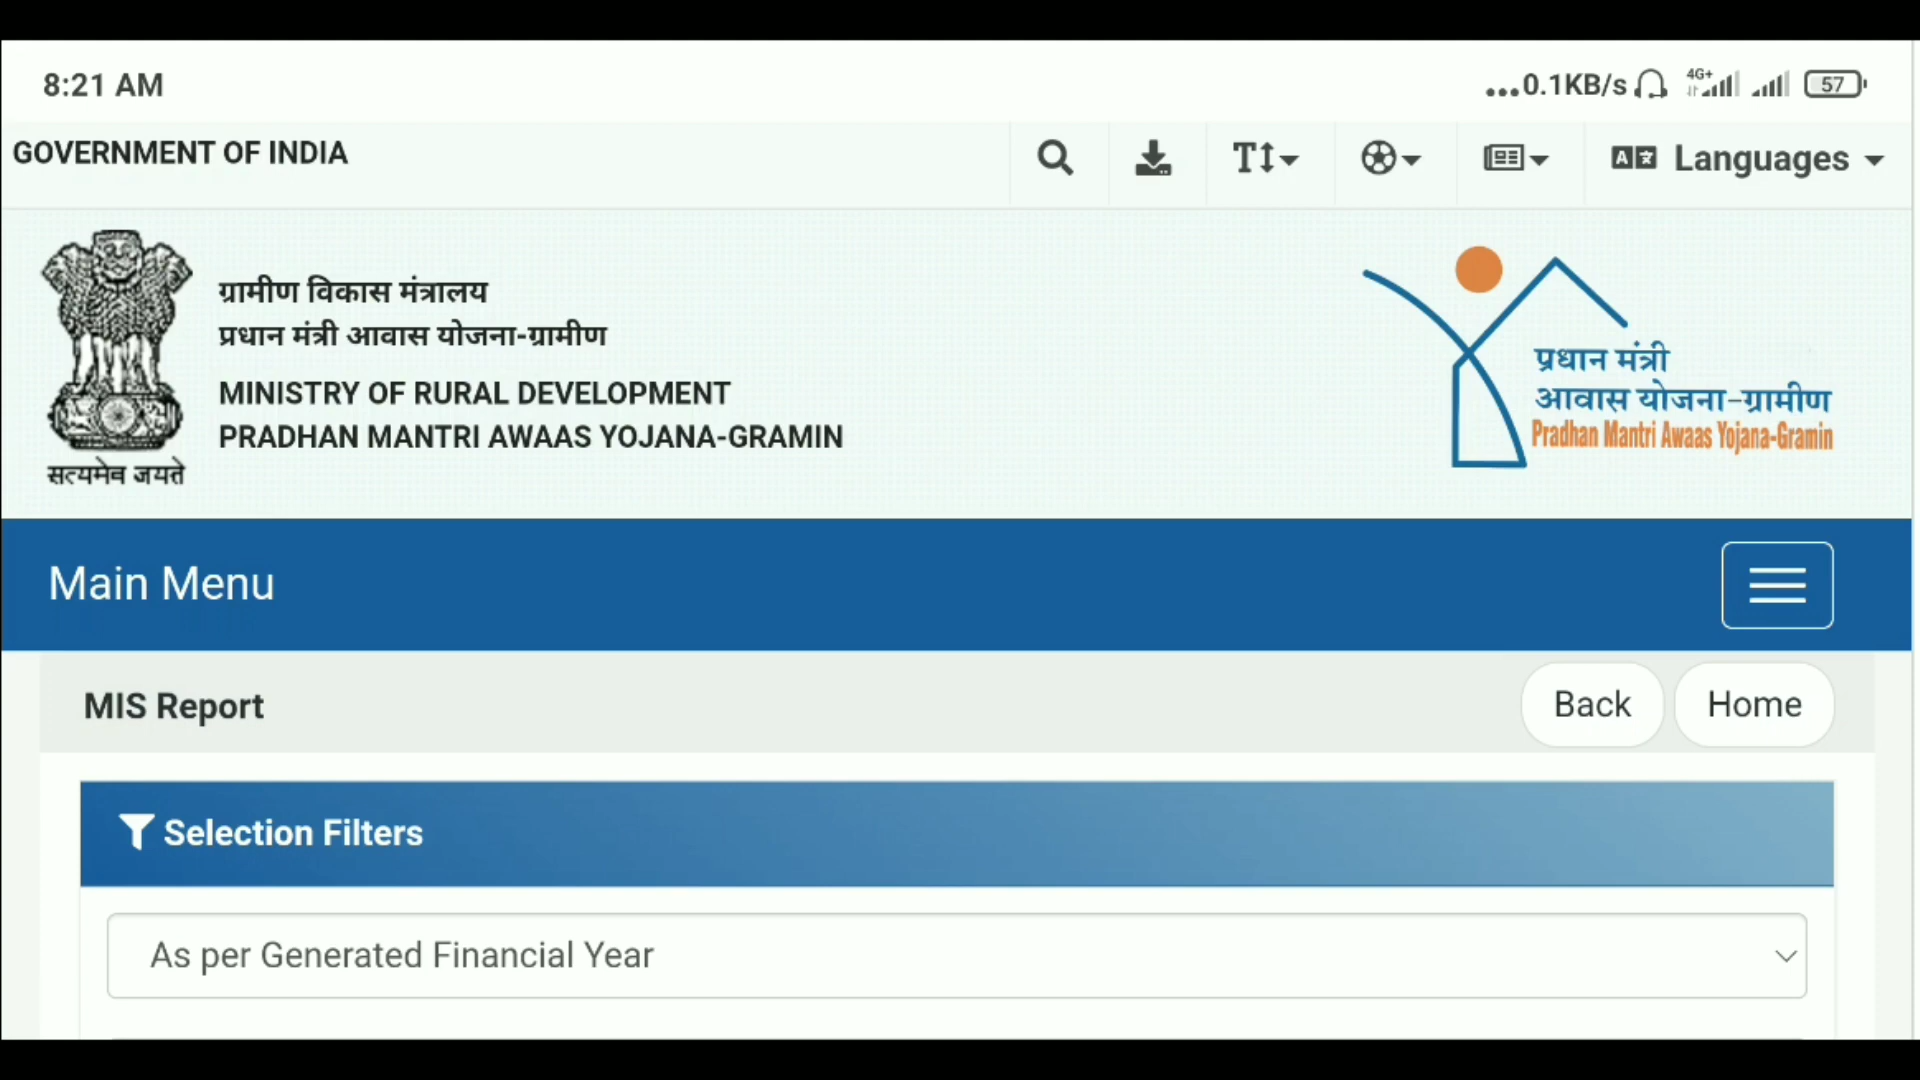 8:21 AM
...0.1KB/s 4G+ 57
GOVERNMENT OF INDIA
Languages
ग्रामीण विकास मंत्रालय
प्रधान मंत्री आवास योजना-ग्रामीण
MINISTRY OF RURAL DEVELOPMENT
PRADHAN MANTRI AWAAS YOJANA-GRAMIN
सत्यमेव जयते
प्रधान मंत्री
आवास योजना-ग्रामीण
Pradhan Mantri Awaas Yojana-Gramin
Main Menu
MIS Report
Back
Home
Selection Filters
As per Generated Financial Year